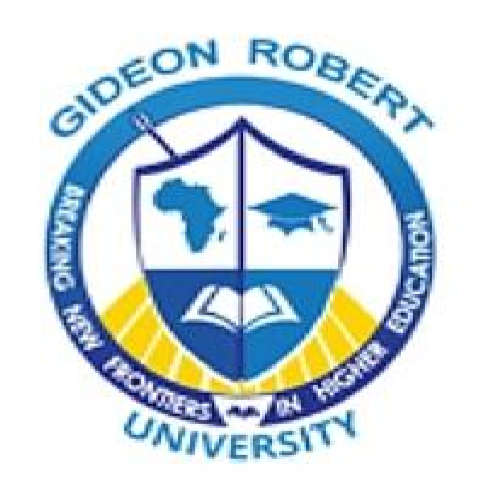 GIDEON ROBERT
BREAKING NEW FRONTIERS IN HIGHER EDUCATION
UNIVERSITY